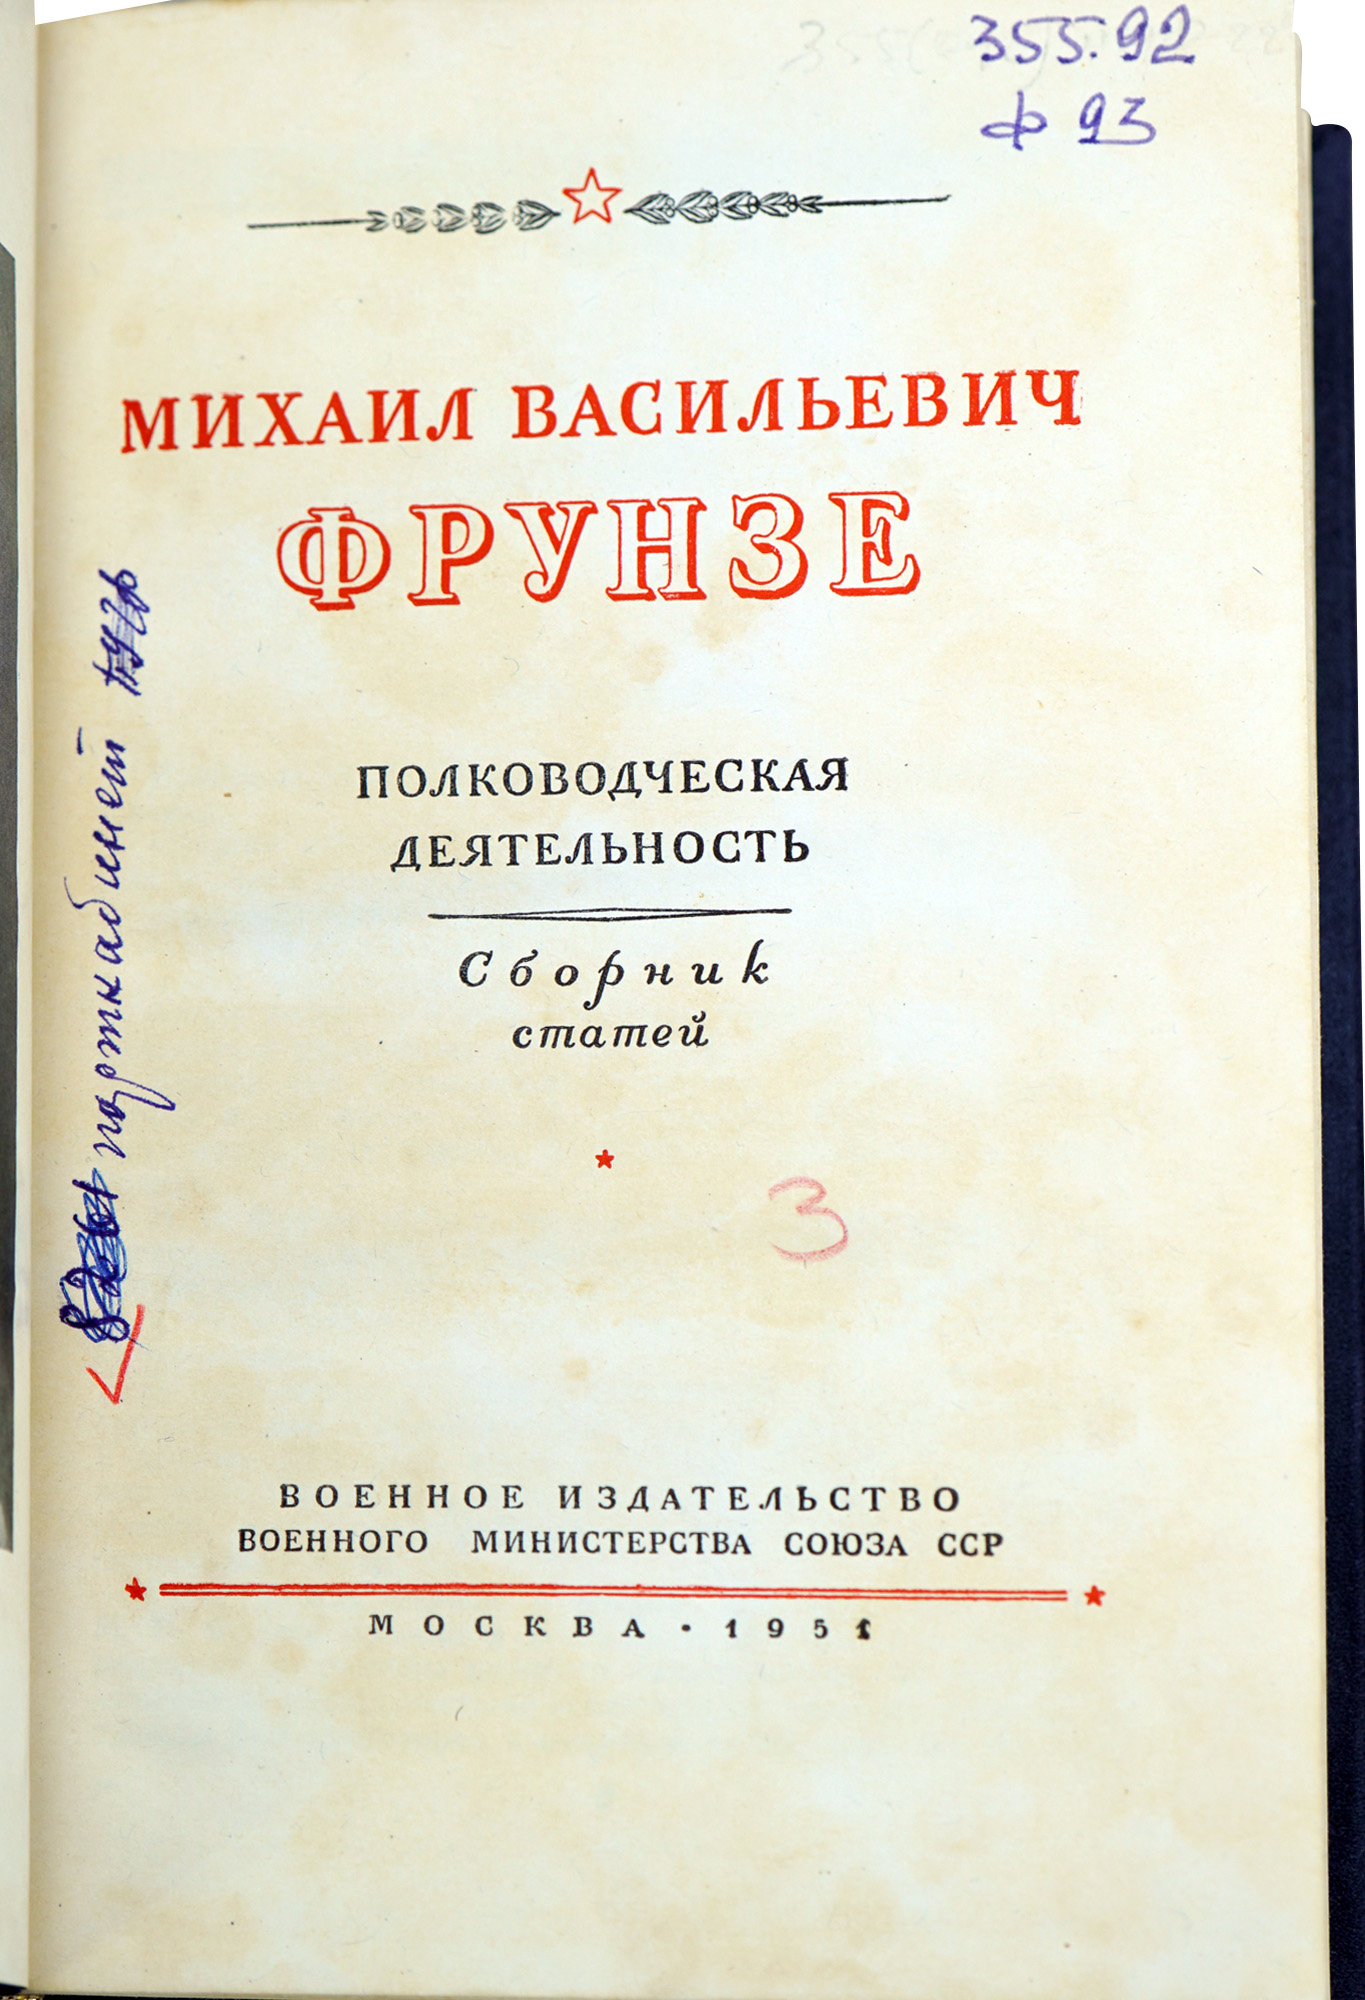 355.92
Ф 93
МИХАИЛ ВАСИЛЬЕВИЧ
ФРУНЗЕ
ПОЛКОВОДЧЕСКАЯ
ДЕЯТЕЛЬНОСТЬ
Сборник
статей
3
ВОЕННОЕ ИЗДАТЕЛЬСТВО
ВОЕННОГО МИНИСТЕРСТВА СОЮЗА ССР
МОСКВА • 1951
парткабинет